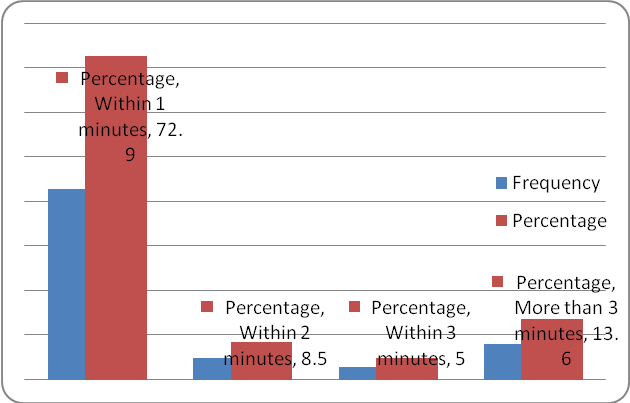 Percentage,
Within 1
minutes, 72.
9
Frequency
Percentage
Percentage,
Within 2
minutes, 8.5
Percentage,
Within 3
minutes, 5
Percentage,
More than 3
minutes, 13.
6